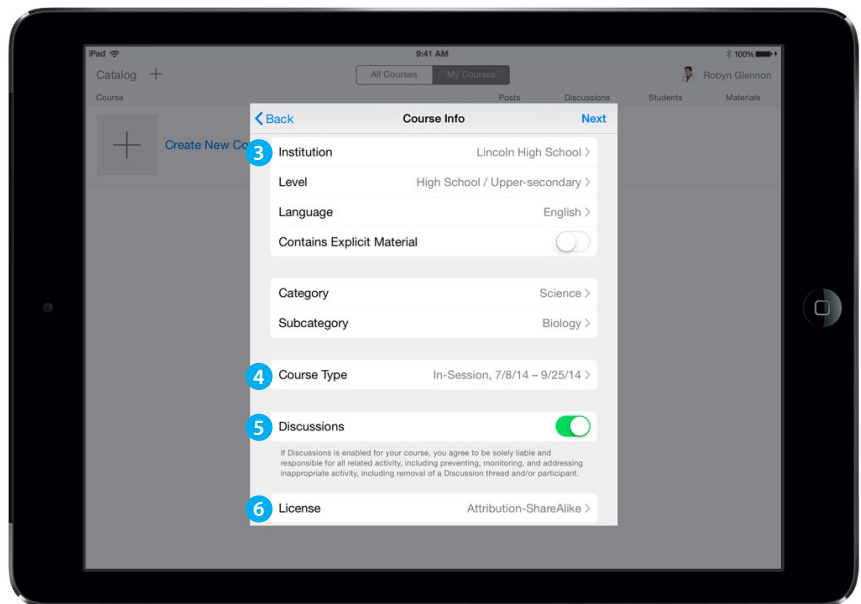 iPad 9:41 AM 100%
Catalog + All Courses My Courses Robyn Glennon
Course Posts Discussions Students Materials
Back Course Info Next
Create New Co
3 Institution Lincoln High School >
Level High School / Upper-secondary >
Language English >
Contains Explicit Material
Category Science >
Subcategory Biology >
4 Course Type In-Session, 7/8/14 – 9/25/14 >
5 Discussions
If Discussions is enabled for your course, you agree to be solely liable and
responsible for all related activity, including preventing, monitoring, and addressing
inappropriate activity, including removal of a Discussion thread and/or participant.
6 License Attribution-ShareAlike >